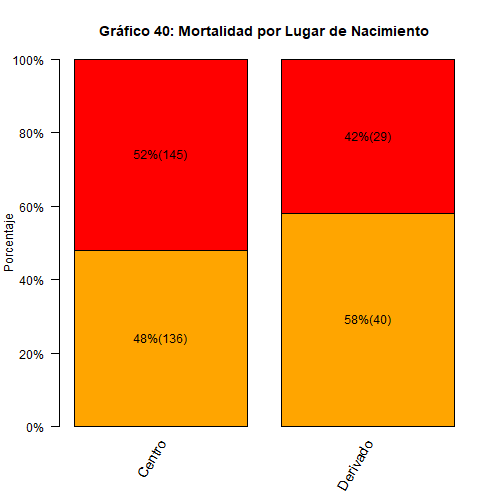 Gráfico 40: Mortalidad por Lugar de Nacimiento
Porcentaje
100%
80%
60%
40%
20%
0%
52%(145)
42%(29)
48%(136)
58%(40)
Centro
Derivado